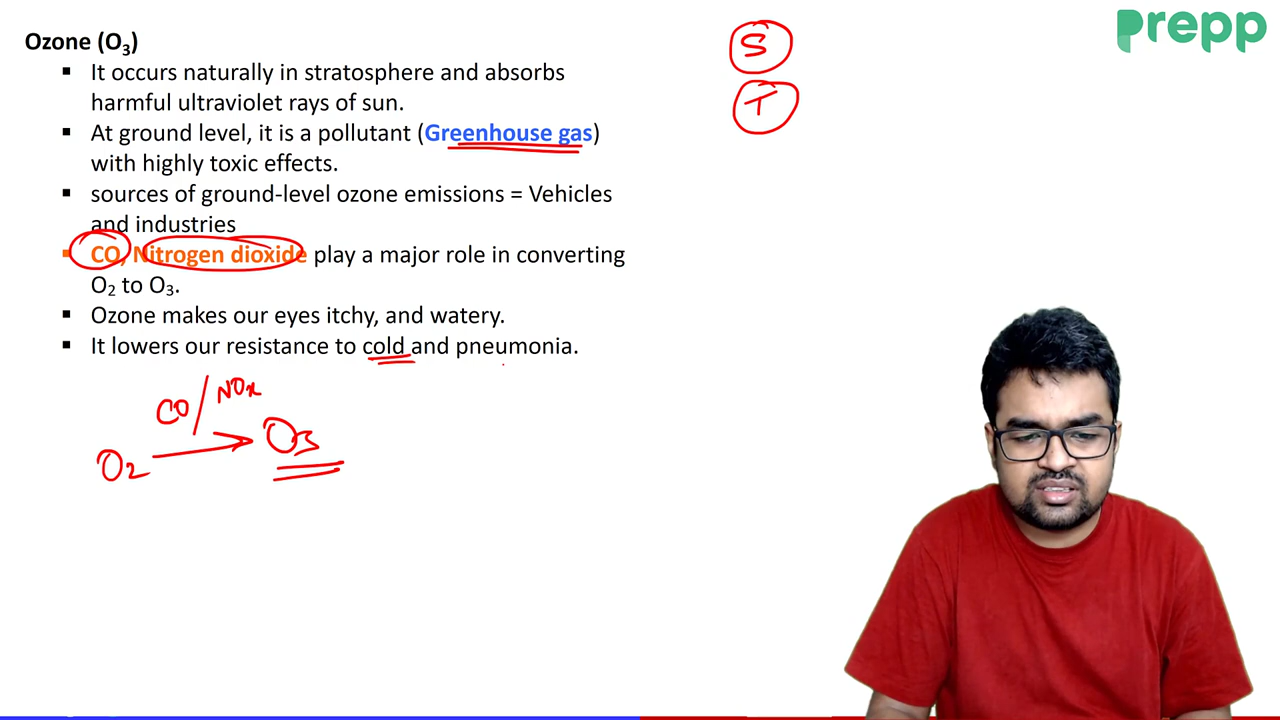 Prepp
Ozone (O₃)
S
▪ It occurs naturally in stratosphere and absorbs
harmful ultraviolet rays of sun.
T
▪ At ground level, it is a pollutant (Greenhouse gas)
with highly toxic effects.
▪ sources of ground-level ozone emissions = Vehicles
and industries
▪ CO, Nitrogen dioxide play a major role in converting
O₂ to O₃.
▪ Ozone makes our eyes itchy, and watery.
▪ It lowers our resistance to cold and pneumonia.
CO/NOx
O₂ → O₃